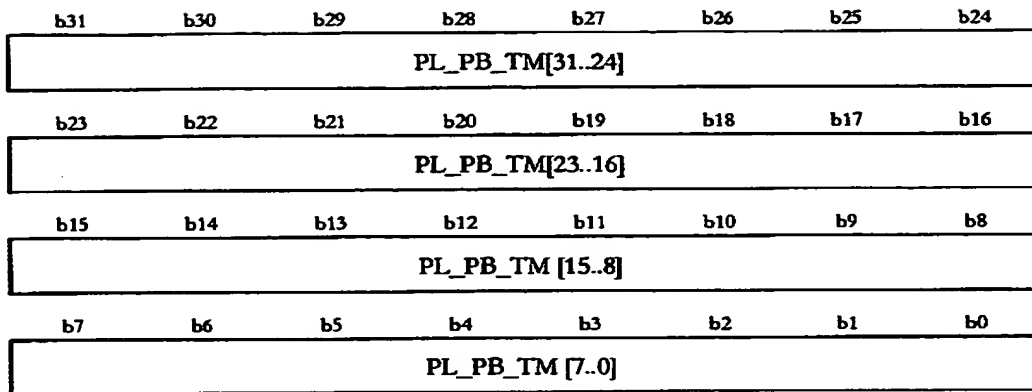 b31 b30 b29 b28 b27 b26 b25 b24
PL_PB_TM[31..24]
b23 b22 b21 b20 b19 b18 b17 b16
PL_PB_TM[23..16]
b15 b14 b13 b12 b11 b10 b9 b8
PL_PB_TM [15..8]
b7 b6 b5 b4 b3 b2 b1 b0
PL_PB_TM [7..0]